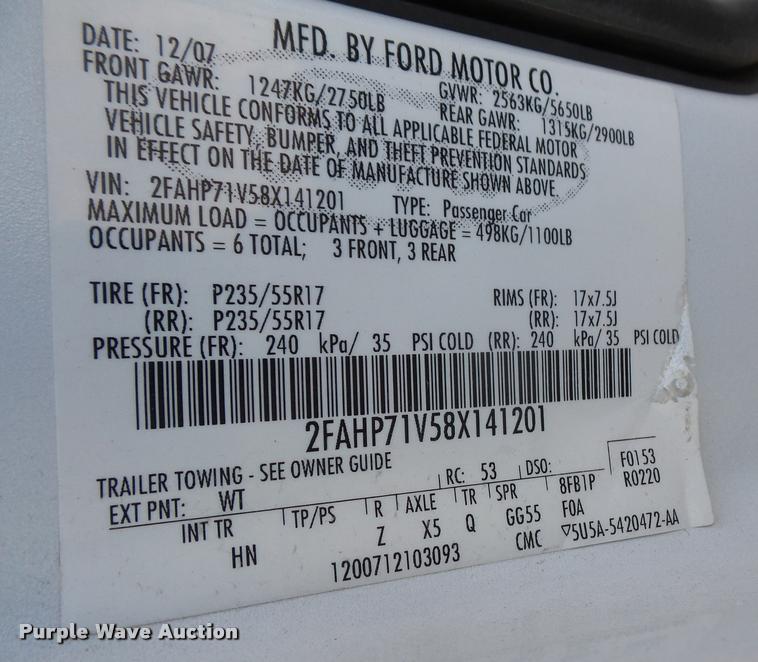 MFD. BY FORD MOTOR CO.
DATE: 12/07
GVWR: 2563KG/5650LB
FRONT GAWR: 1247KG/2750LB
REAR GAWR: 1315KG/2900LB
THIS VEHICLE CONFORMS TO ALL APPLICABLE FEDERAL MOTOR
VEHICLE SAFETY, BUMPER, AND THEFT PREVENTION STANDARDS
IN EFFECT ON THE DATE OF MANUFACTURE SHOWN ABOVE.
VIN: 2FAHP71V58X141201 TYPE: Passenger Car
MAXIMUM LOAD = OCCUPANTS + LUGGAGE = 498KG/1100LB
OCCUPANTS = 6 TOTAL; 3 FRONT, 3 REAR
TIRE (FR): P235/55R17 RIMS (FR): 17x7.5J
(RR): P235/55R17 (RR): 17x7.5J
PRESSURE (FR): 240 kPa/ 35 PSI COLD (RR): 240 kPa/ 35 PSI COLD
2FAHP71V58X141201
TRAILER TOWING - SEE OWNER GUIDE
EXT PNT: WT RC: 53 DSO: F0153
R0220
INT TR TP/PS R AXLE TR SPR 8FB1P
HN Z X5 Q GG55 FOA
1200712103093 CMC ▽5U5A-5420472-AA
Purple Wave Auction